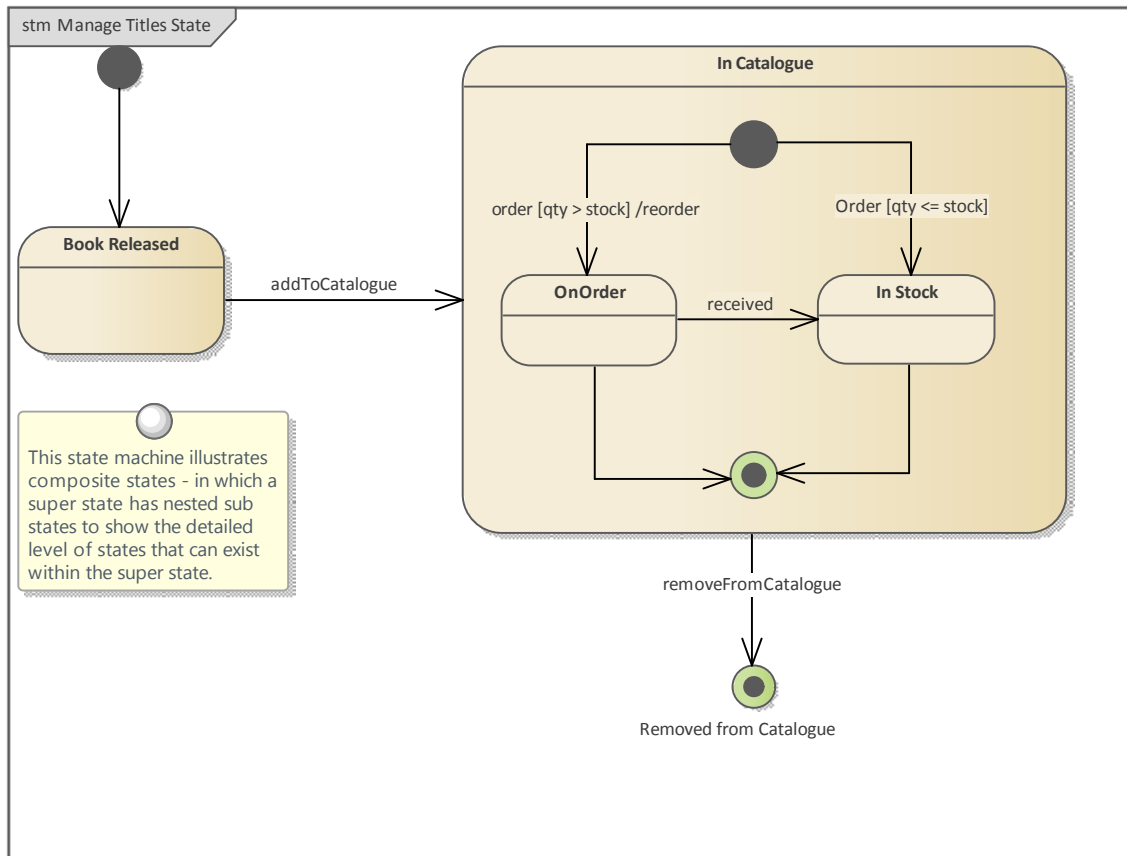 stm Manage Titles State
In Catalogue
order [qty > stock] /reorder
Order [qty <= stock]
Book Released
addToCatalogue
OnOrder
received
In Stock
This state machine illustrates
composite states - in which a
super state has nested sub
states to show the detailed
level of states that can exist
within the super state.
removeFromCatalogue
Removed from Catalogue